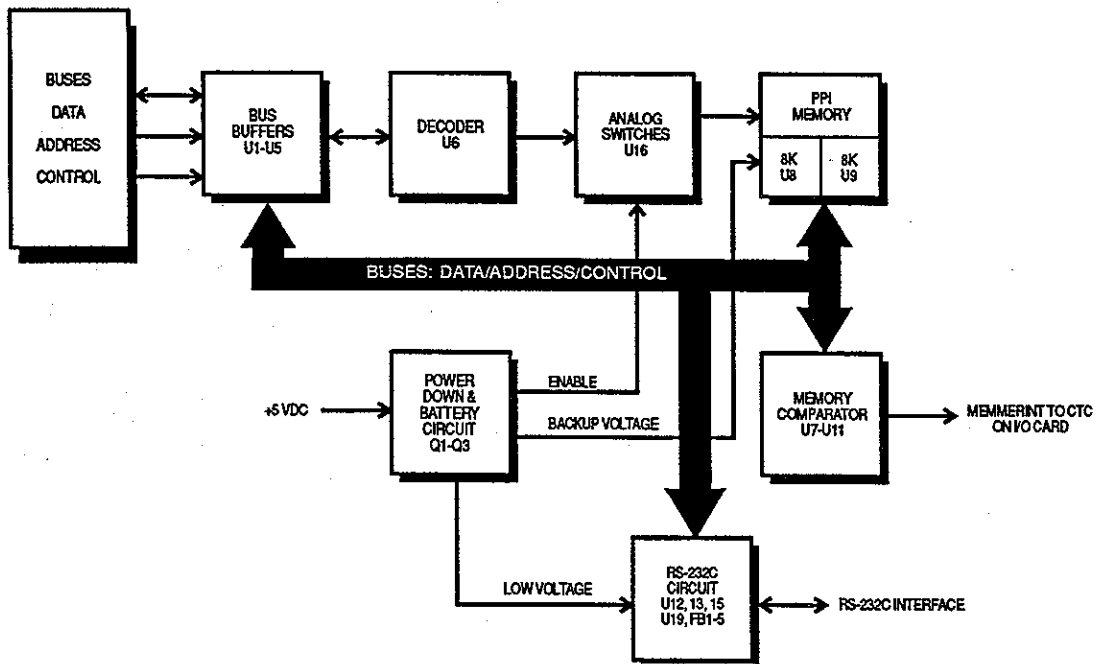 BUSES
DATA
ADDRESS
CONTROL
BUS
BUFFERS
U1-U5
DECODER
U6
ANALOG
SWITCHES
U16
PPI
MEMORY
8K
U8
8K
U9
BUSES: DATA/ADDRESS/CONTROL
+5 VDC
POWER
DOWN &
BATTERY
CIRCUIT
Q1-Q3
ENABLE
BACKUP VOLTAGE
LOW VOLTAGE
MEMORY
COMPARATOR
U7-U11
MEMMERINT TO CTC
ON I/O CARD
RS-232C
CIRCUIT
U12, 13, 15
U19, FB1-5
RS-232C INTERFACE